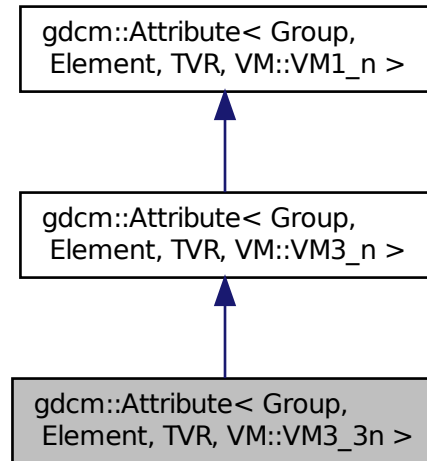 gdcm::Attribute< Group,
Element, TVR, VM::VM1_n >
gdcm::Attribute< Group,
Element, TVR, VM::VM3_n >
gdcm::Attribute< Group,
Element, TVR, VM::VM3_3n >